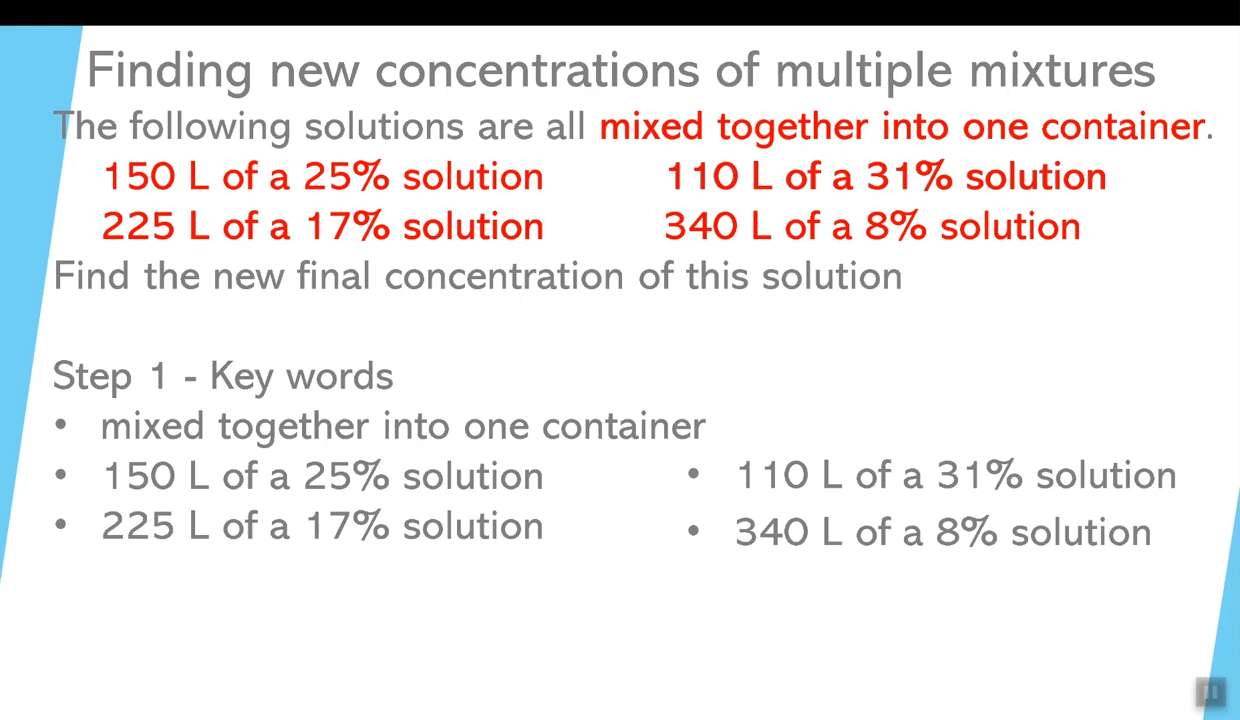 Finding new concentrations of multiple mixtures
The following solutions are all mixed together into one container.
150 L of a 25% solution
110 L of a 31% solution
225 L of a 17% solution
340 L of a 8% solution
Find the new final concentration of this solution
Step 1 - Key words
• mixed together into one container
• 150 L of a 25% solution
• 110 L of a 31% solution
• 225 L of a 17% solution
• 340 L of a 8% solution